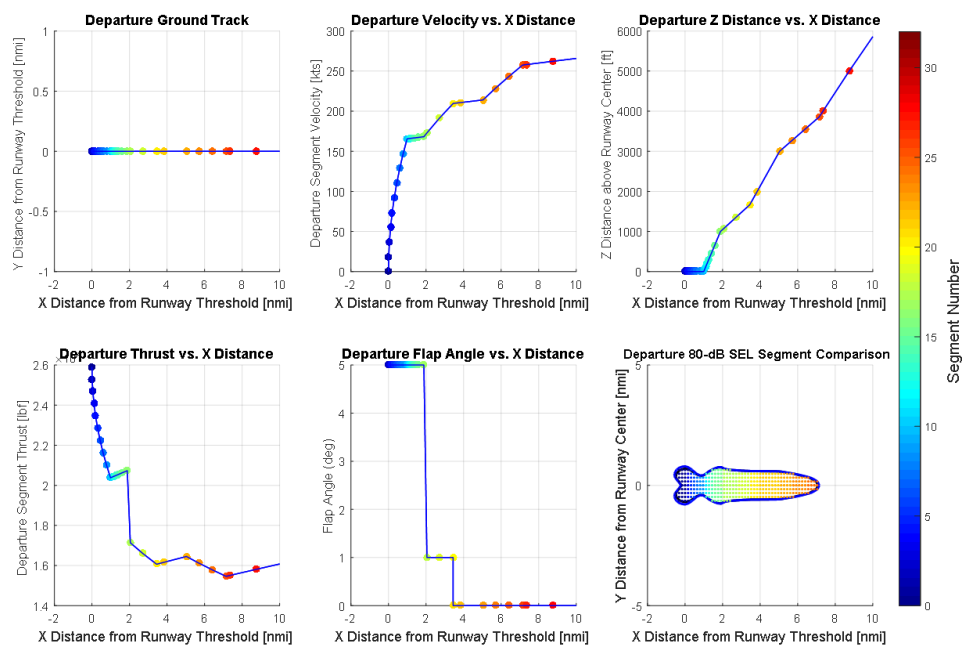 Departure Ground Track
Y Distance from Runway Threshold [nmi]
1
0.5
0
-0.5
-1
-2 0 2 4 6 8 10
X Distance from Runway Threshold [nmi]
Departure Velocity vs. X Distance
Departure Segment Velocity [kts]
300
250
200
150
100
50
0
-2 0 2 4 6 8 10
X Distance from Runway Threshold [nmi]
Departure Z Distance vs. X Distance
Z Distance above Runway Center [ft]
6000
5000
4000
3000
2000
1000
0
-2 0 2 4 6 8 10
X Distance from Runway Threshold [nmi]
Departure Thrust vs. X Distance
Departure Segment Thrust [lbf]
2.6
2.4
2.2
2
1.8
1.6
1.4
-2 0 2 4 6 8 10
X Distance from Runway Threshold [nmi]
Departure Flap Angle vs. X Distance
Flap Angle (deg)
5
4
3
2
1
0
-2 0 2 4 6 8 10
X Distance from Runway Threshold [nmi]
Departure 80-dB SEL Segment Comparison
Y Distance from Runway Center [nmi]
5
0
-5
-2 0 2 4 6 8 10
X Distance from Runway Threshold [nmi]
30
25
20
15
10
5
0
Segment Number